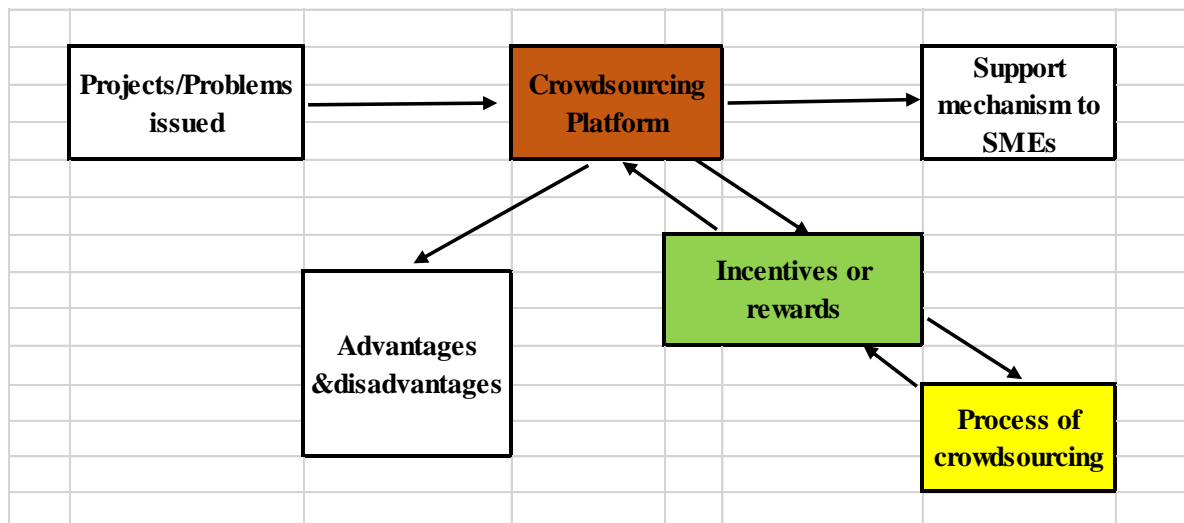 Projects/Problems
issued
Crowdsourcing
Platform
Support
mechanism to
SMEs
Incentives or
rewards
Advantages
&disadvantages
Process of
crowdsourcing